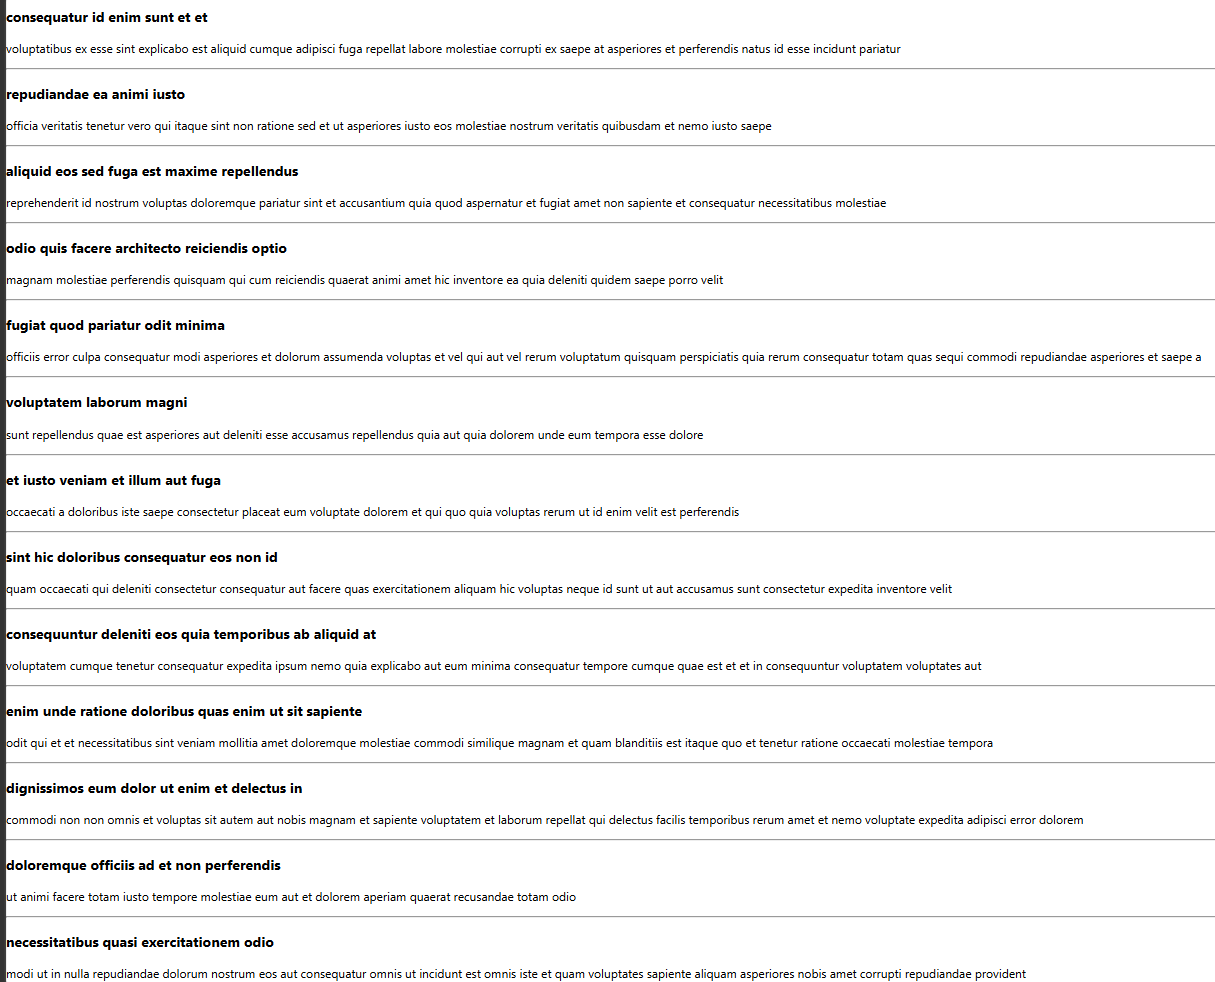 consequatur id enim sunt et et
voluptatibus ex esse sint explicabo est aliquid cumque adipisci fuga repellat labore molestiae corrupti ex saepe at asperiores et perferendis natus id esse incidunt pariatur
repudiandae ea animi iusto
officia veritatis tenetur vero qui itaque sint non ratione sed et ut asperiores iusto eos molestiae nostrum veritatis quibusdam et nemo iusto saepe
aliquid eos sed fuga est maxime repellendus
reprehenderit id nostrum voluptas doloremque pariatur sint et accusantium quia quod aspernatur et fugiat amet non sapiente et consequatur necessitatibus molestiae
odio quis facere architecto reiciendis optio
magnam molestiae perferendis quisquam qui cum reiciendis quaerat animi amet hic inventore ea quia deleniti quidem saepe porro velit
fugiat quod pariatur odit minima
officiis error culpa consequatur modi asperiores et dolorum assumenda voluptas et vel qui aut vel rerum voluptatum quisquam perspiciatis quia rerum consequatur totam quas sequi commodi repudiandae asperiores et saepe a
voluptatem laborum magni
sunt repellendus quae est asperiores aut deleniti esse accusamus repellendus quia aut quia dolorem unde eum tempora esse dolore
et iusto veniam et illum aut fuga
occaecati a doloribus iste saepe consectetur placeat eum voluptate dolorem et qui quo quia voluptas rerum ut id enim velit est perferendis
sint hic doloribus consequatur eos non id
quam occaecati qui deleniti consectetur consequatur aut facere quas exercitationem aliquam hic voluptas neque id sunt ut aut accusamus sunt consectetur expedita inventore velit
consequuntur deleniti eos quia temporibus ab aliquid at
voluptatem cumque tenetur consequatur expedita ipsum nemo quia explicabo aut eum minima consequatur tempore cumque quae est et et in consequuntur voluptatem voluptates aut
enim unde ratione doloribus quas enim ut sit sapiente
odit qui et et necessitatibus sint veniam mollitia amet doloremque molestiae commodi similique magnam et quam blanditiis est itaque quo et tenetur ratione occaecati molestiae tempora
dignissimos eum dolor ut enim et delectus in
commodi non non omnis et voluptas sit autem aut nobis magnam et sapiente voluptatem et laborum repellat qui delectus facilis temporibus rerum amet et nemo voluptate expedita adipisci error dolorem
doloremque officiis ad et non perferendis
ut animi facere totam iusto tempore molestiae eum aut et dolorem aperiam quaerat recusandae totam odio
necessitatibus quasi exercitationem odio
modi ut in nulla repudiandae dolorum nostrum eos aut consequatur omnis ut incidunt est omnis iste et quam voluptates sapiente aliquam asperiores nobis amet corrupti repudiandae provident